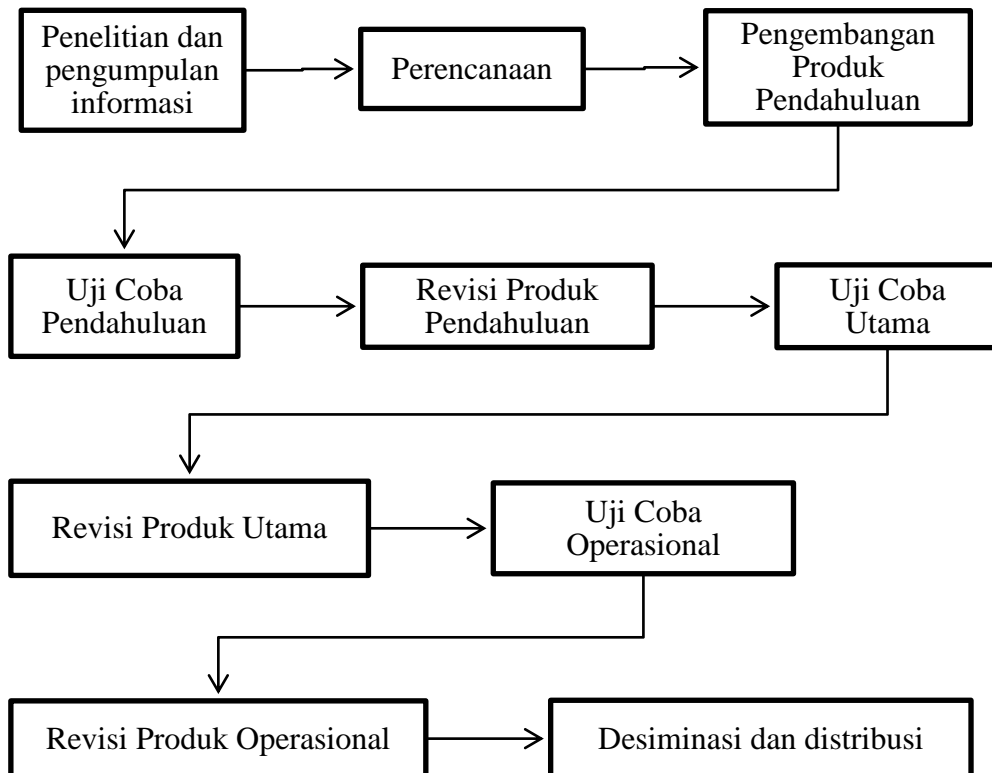 Penelitian dan
pengumpulan
informasi
Perencanaan
Pengembangan
Produk
Pendahuluan
Uji Coba
Pendahuluan
Revisi Produk
Pendahuluan
Uji Coba
Utama
Revisi Produk Utama
Uji Coba
Operasional
Revisi Produk Operasional
Desiminasi dan distribusi